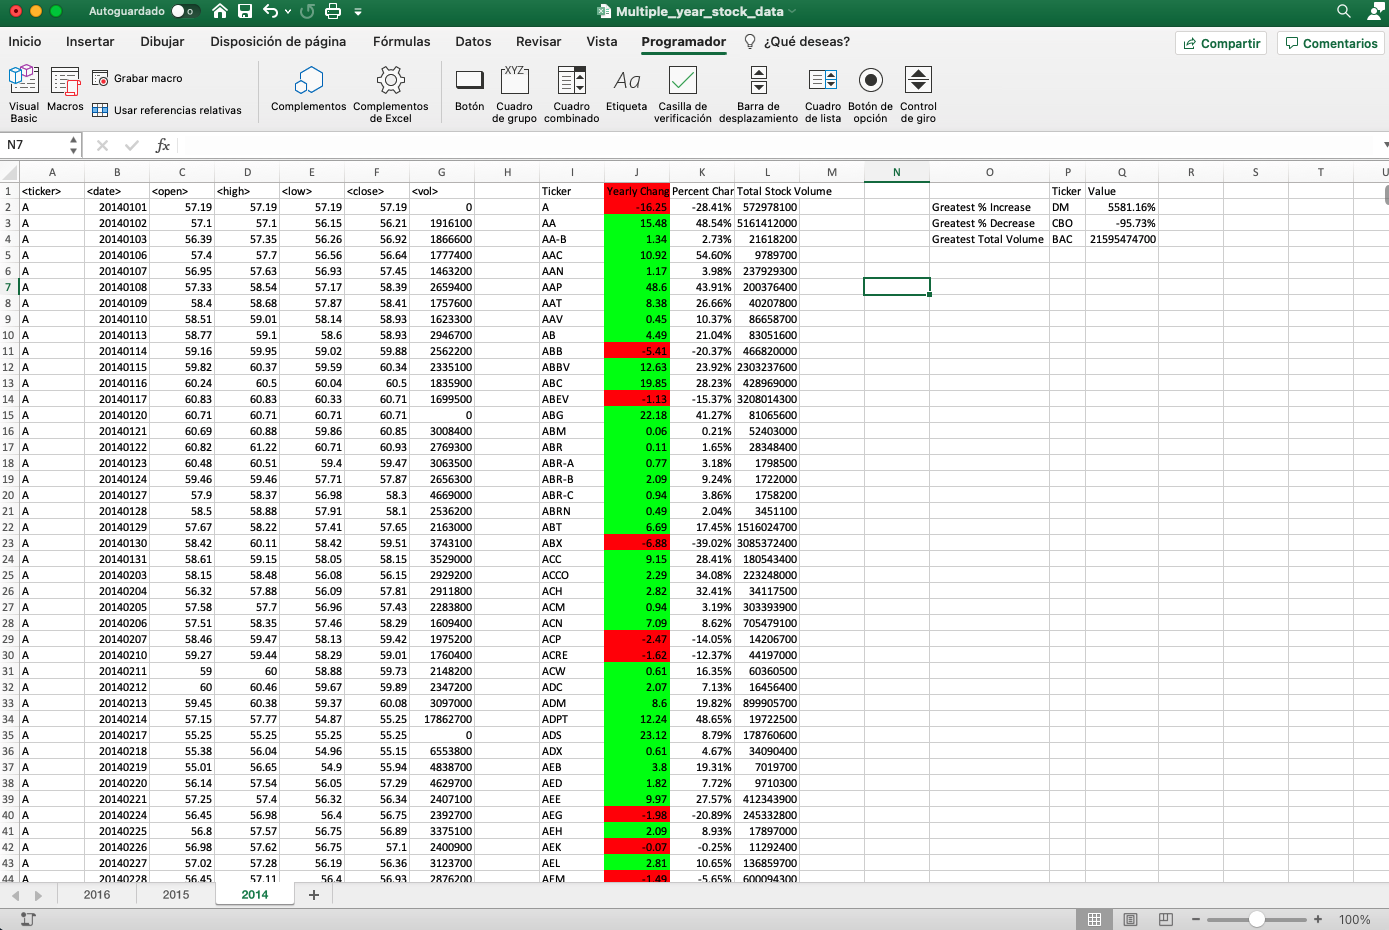 Autoguardado
Multiple_year_stock_data
Inicio Insertar Dibujar Disposición de página Fórmulas Datos Revisar Vista Programador ¿Qué deseas? Compartir Comentarios
Visual Basic
Macros
Grabar macro
Usar referencias relativas
Complementos
Complementos de Excel
Botón
Cuadro de grupo
Cuadro combinado
Etiqueta
Casilla de verificación
Barra de desplazamiento
Cuadro de lista
Botón de opción
Control de giro
N7 fx
A B C D E F G H I J K L M N O P Q R S T U
1 <ticker> <date> <open> <high> <low> <close> <vol> Ticker Yearly Chang Percent Char Total Stock Volume Ticker Value
2 A 20140101 57.19 57.19 57.19 57.19 0 A -16.25 -28.41% 572978100 Greatest % Increase DM 5581.16%
3 A 20140102 57.1 57.1 56.15 56.21 1916100 AA 15.48 48.54% 5161412000 Greatest % Decrease CBO -95.73%
4 A 20140103 56.39 57.35 56.26 56.92 1866600 AA-B 1.34 2.73% 21618200 Greatest Total Volume BAC 21595474700
5 A 20140106 57.4 57.7 56.56 56.64 1777400 AAC 10.92 54.60% 9789700
6 A 20140107 56.95 57.63 56.93 57.45 1463200 AAN 1.17 3.98% 237929300
7 A 20140108 57.33 58.54 57.17 58.39 2659400 AAP 48.6 43.91% 200376400
8 A 20140109 58.4 58.68 57.87 58.41 1757600 AAT 8.38 26.66% 40207800
9 A 20140110 58.51 59.01 58.14 58.93 1623300 AAV 0.45 10.37% 86658700
10 A 20140113 58.77 59.1 58.6 58.93 2946700 AB 4.49 21.04% 83051600
11 A 20140114 59.16 59.95 59.02 59.88 2562200 ABB -5.41 -20.37% 466820000
12 A 20140115 59.82 60.37 59.59 60.34 2335100 ABBV 12.63 23.92% 2303237600
13 A 20140116 60.24 60.5 60.04 60.5 1835900 ABC 19.85 28.23% 428969000
14 A 20140117 60.83 60.83 60.33 60.71 1699500 ABEV -1.13 -15.37% 3208014300
15 A 20140120 60.71 60.71 60.71 60.71 0 ABG 22.18 41.27% 81065600
16 A 20140121 60.69 60.88 59.86 60.85 3008400 ABM 0.06 0.21% 52403000
17 A 20140122 60.82 61.22 60.71 60.93 2769300 ABR 0.11 1.65% 28348400
18 A 20140123 60.48 60.51 59.4 59.47 3063500 ABR-A 0.77 3.18% 1798500
19 A 20140124 59.46 59.46 57.71 57.87 2656300 ABR-B 2.09 9.24% 1722000
20 A 20140127 57.9 58.37 56.98 58.3 4669000 ABR-C 0.94 3.86% 1758200
21 A 20140128 58.5 58.88 57.91 58.1 2536200 ABRN 0.49 2.04% 3451100
22 A 20140129 57.67 58.22 57.41 57.65 2163000 ABT 6.69 17.45% 1516024700
23 A 20140130 58.42 60.11 58.42 59.51 3743100 ABX -6.88 -39.02% 3085372400
24 A 20140131 58.61 59.15 58.05 58.15 3529000 ACC 9.15 28.41% 180543400
25 A 20140203 58.15 58.48 56.08 56.15 2929200 ACCO 2.29 34.08% 223248000
26 A 20140204 56.32 57.88 56.09 57.81 2911800 ACH 2.82 32.41% 34117500
27 A 20140205 57.58 57.7 56.96 57.43 2283800 ACM 0.94 3.19% 303393900
28 A 20140206 57.51 58.35 57.46 58.29 1609400 ACN 7.09 8.62% 705479100
29 A 20140207 58.46 59.47 58.13 59.42 1975200 ACP -2.47 -14.05% 14206700
30 A 20140210 59.27 59.44 58.29 59.01 1760400 ACRE -1.62 -12.37% 44197000
31 A 20140211 59 60 58.88 59.73 2148200 ACW 0.61 16.35% 60360500
32 A 20140212 60 60.46 59.67 59.89 2347200 ADC 2.07 7.13% 16456400
33 A 20140213 59.45 60.38 59.37 60.08 3097000 ADM 8.6 19.82% 899905700
34 A 20140214 57.15 57.77 54.87 55.25 17862700 ADPT 12.24 48.65% 19722500
35 A 20140217 55.25 55.25 55.25 55.25 0 ADS 23.12 8.79% 178760600
36 A 20140218 55.38 56.04 54.96 55.15 6553800 ADX 0.61 4.67% 34090400
37 A 20140219 55.01 56.65 54.9 55.94 4838700 AEB 3.8 19.31% 7019700
38 A 20140220 56.14 57.54 56.05 57.29 4629700 AED 1.82 7.72% 9710300
39 A 20140221 57.25 57.4 56.32 56.34 2407100 AEE 9.97 27.57% 412343900
40 A 20140224 56.45 56.98 56.4 56.75 2392700 AEG -1.98 -20.89% 245332800
41 A 20140225 56.8 57.57 56.75 56.89 3375100 AEH 2.09 8.93% 17897000
42 A 20140226 56.98 57.62 56.75 57.1 2400900 AEK -0.07 -0.25% 11292400
43 A 20140227 57.02 57.28 56.19 56.36 3123700 AEL 2.81 10.65% 136859700
44 A 20140228 56.45 57.11 56.4 56.93 2876200 AEM -1.49 -5.65% 600094300
2016 2015 2014
100%